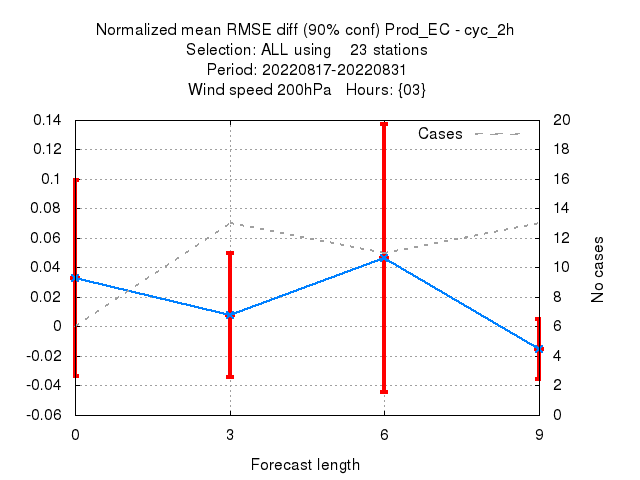 Normalized mean RMSE diff (90% conf) Prod_EC - cyc_2h
Selection: ALL using    23 stations
Period: 20220817-20220831
Wind speed 200hPa   Hours: {03}
Cases
0.14
0.12
0.1
0.08
0.06
0.04
0.02
0
-0.02
-0.04
-0.06
20
18
16
14
12
10
8
6
4
2
0
No cases
0 3 6 9
Forecast length